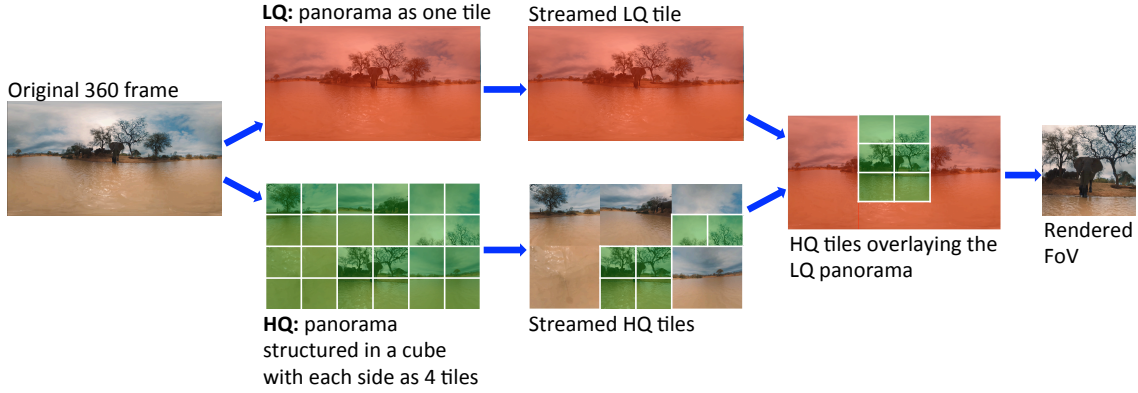 LQ: panorama as one tile
Streamed LQ tile
Original 360 frame
HQ tiles overlaying the
LQ panorama
Rendered
FoV
HQ: panorama
structured in a cube
with each side as 4 tiles
Streamed HQ tiles